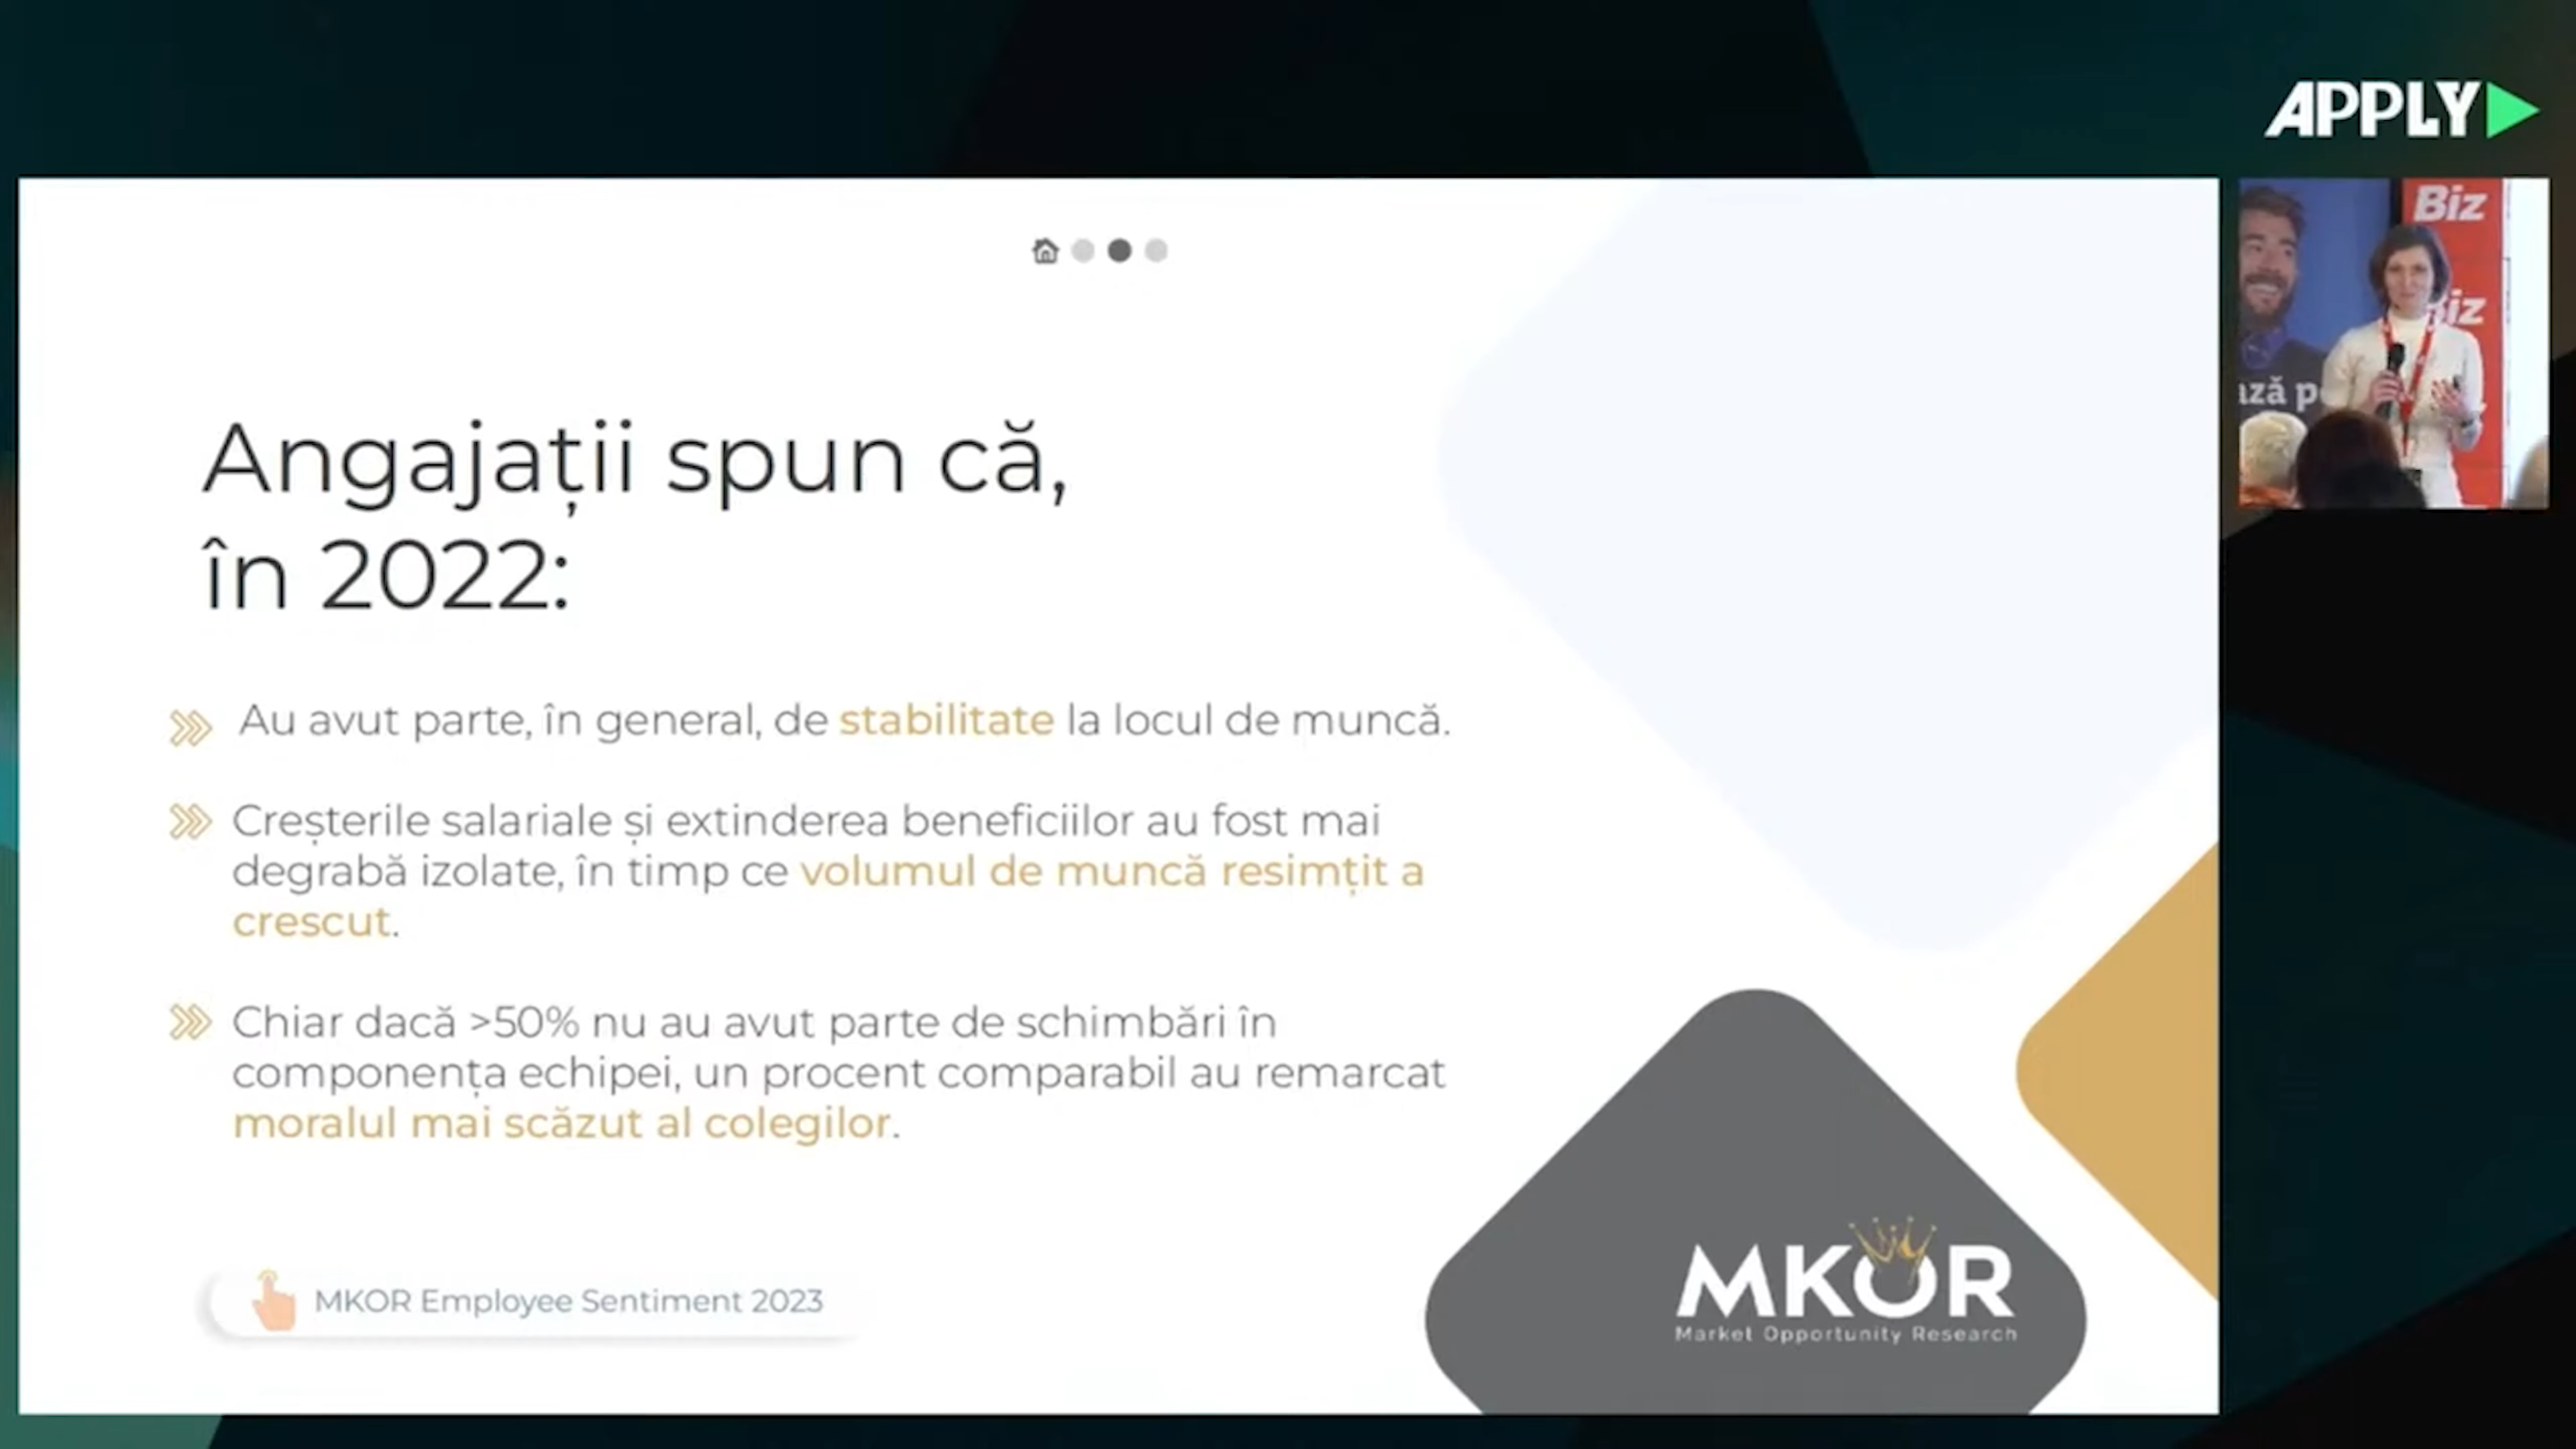 APPLY
Biz
Biz
ază p
Angajații spun că,
în 2022:
Au avut parte, în general, de stabilitate la locul de muncă.
Creșterile salariale și extinderea beneficiilor au fost mai
degrabă izolate, în timp ce volumul de muncă resimțit a
crescut.
Chiar dacă >50% nu au avut parte de schimbări în
componența echipei, un procent comparabil au remarcat
moralul mai scăzut al colegilor.
MKOR Employee Sentiment 2023
MKOR
Market Opportunity Research